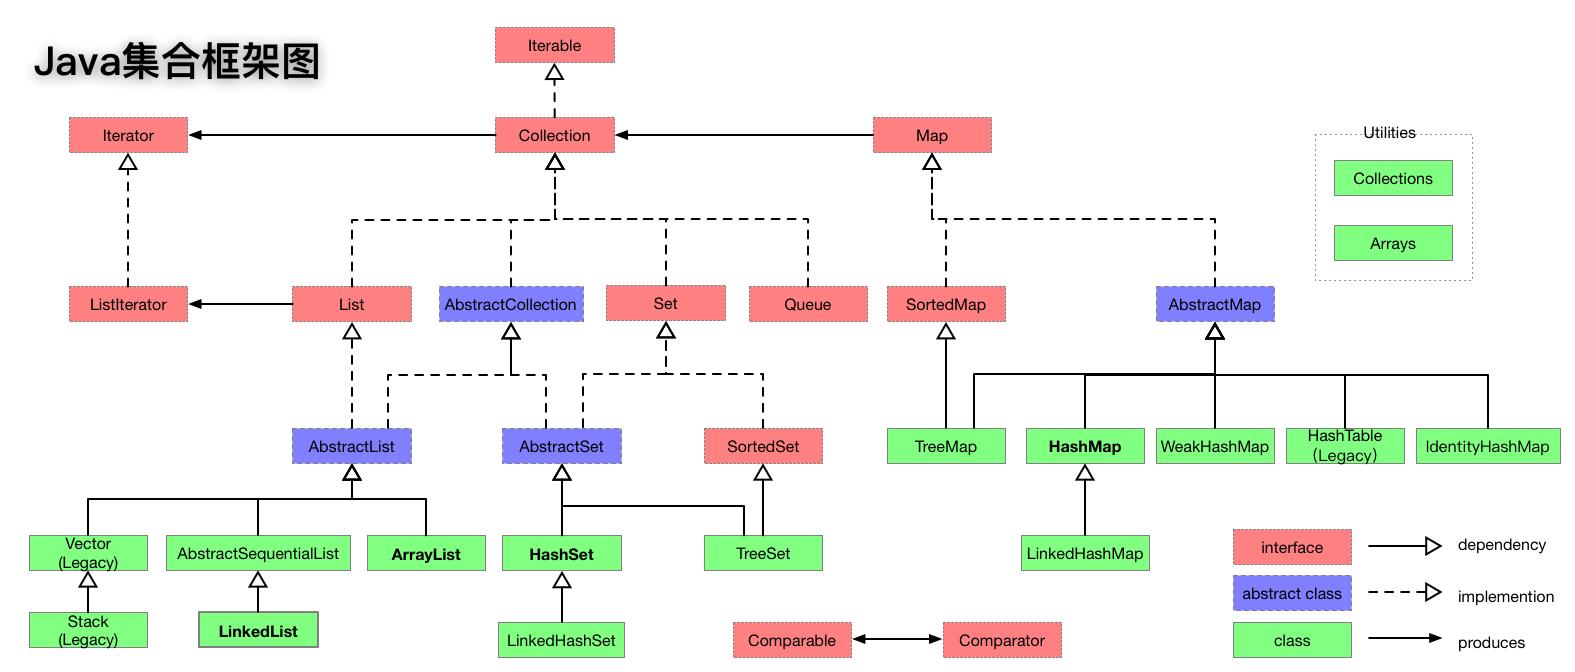 Java集合框架图
Iterable
Iterator
Collection
Map
Utilities
Collections
Arrays
ListIterator
List
AbstractCollection
Set
Queue
SortedMap
AbstractMap
AbstractList
AbstractSet
SortedSet
TreeMap
HashMap
WeakHashMap
HashTable
(Legacy)
IdentityHashMap
Vector
(Legacy)
AbstractSequentialList
ArrayList
HashSet
TreeSet
LinkedHashMap
Stack
(Legacy)
LinkedList
LinkedHashSet
Comparable
Comparator
interface
dependency
abstract class
implemention
class
produces